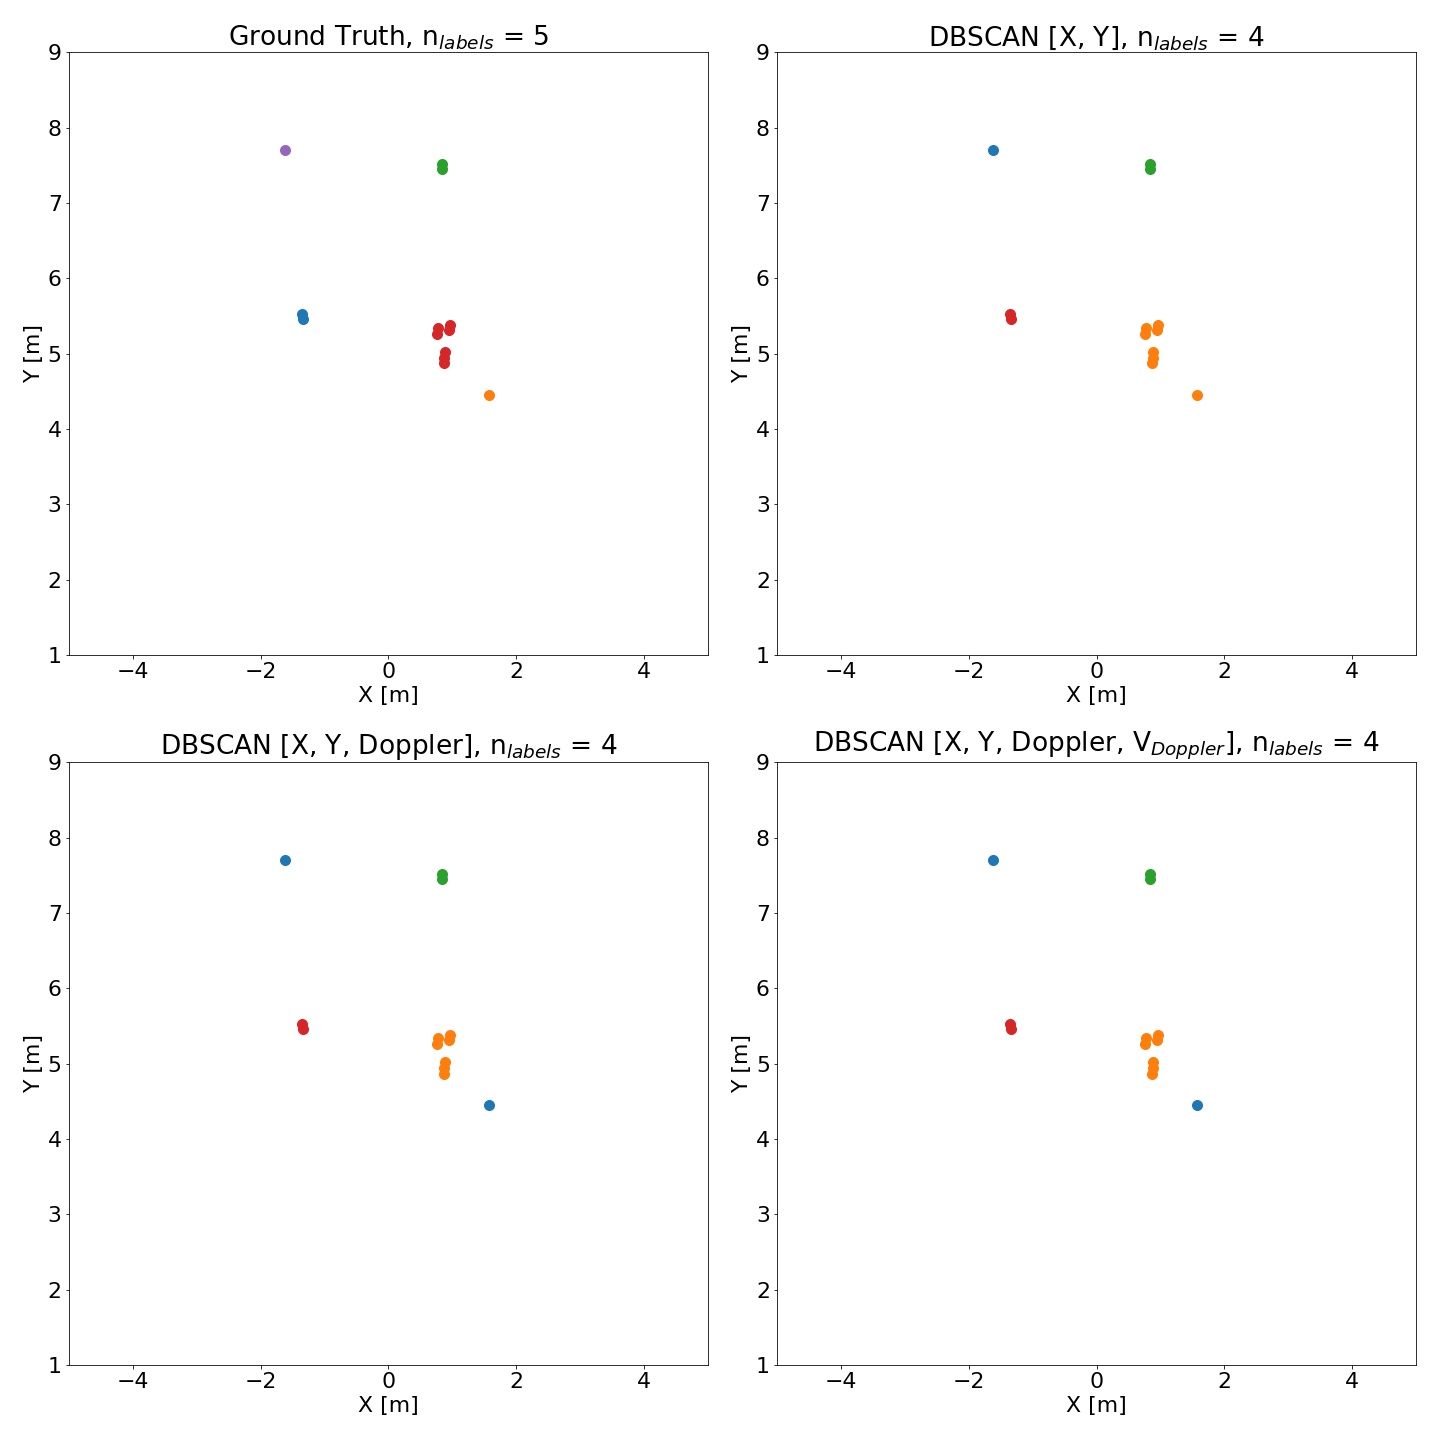 Ground Truth, n_labels = 5
9
8
7
6
5
4
3
2
1
Y [m]
−4 −2 0 2 4
X [m]
DBSCAN [X, Y], n_labels = 4
9
8
7
6
5
4
3
2
1
Y [m]
−4 −2 0 2 4
X [m]
DBSCAN [X, Y, Doppler], n_labels = 4
9
8
7
6
5
4
3
2
1
Y [m]
−4 −2 0 2 4
X [m]
DBSCAN [X, Y, Doppler, V_Doppler], n_labels = 4
9
8
7
6
5
4
3
2
1
Y [m]
−4 −2 0 2 4
X [m]